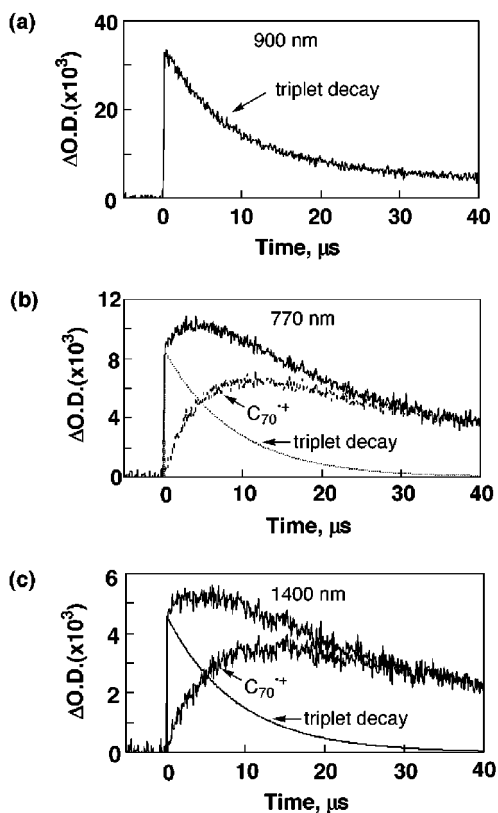 (a)
900 nm
triplet decay
ΔO.D.(x10³)
40
20
0
0 10 20 30 40
Time, μs
(b)
770 nm
C₇₀·⁺
triplet decay
ΔO.D.(x10³)
12
8
4
0
0 10 20 30 40
Time, μs
(c)
1400 nm
C₇₀·⁺
triplet decay
ΔO.D.(x10³)
6
4
2
0
0 10 20 30 40
Time, μs